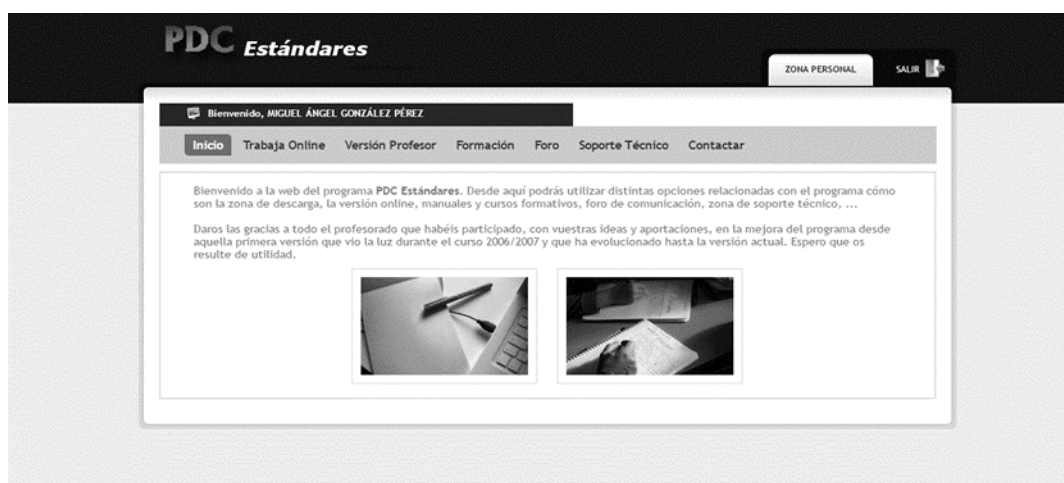 PDC Estándares
ZONA PERSONAL
SALIR
Bienvenido, MIGUEL ÁNGEL GONZÁLEZ PÉREZ
Inicio Trabaja Online Versión Profesor Formación Foro Soporte Técnico Contactar
Bienvenido a la web del programa PDC Estándares. Desde aquí podrás utilizar distintas opciones relacionadas con el programa cómo
son la zona de descarga, la versión online, manuales y cursos formativos, foro de comunicación, zona de soporte técnico, ...
Daros las gracias a todo el profesorado que habéis participado, con vuestras ideas y aportaciones, en la mejora del programa desde
aquella primera versión que vio la luz durante el curso 2006/2007 y que ha evolucionado hasta la versión actual. Espero que os
resulte de utilidad.